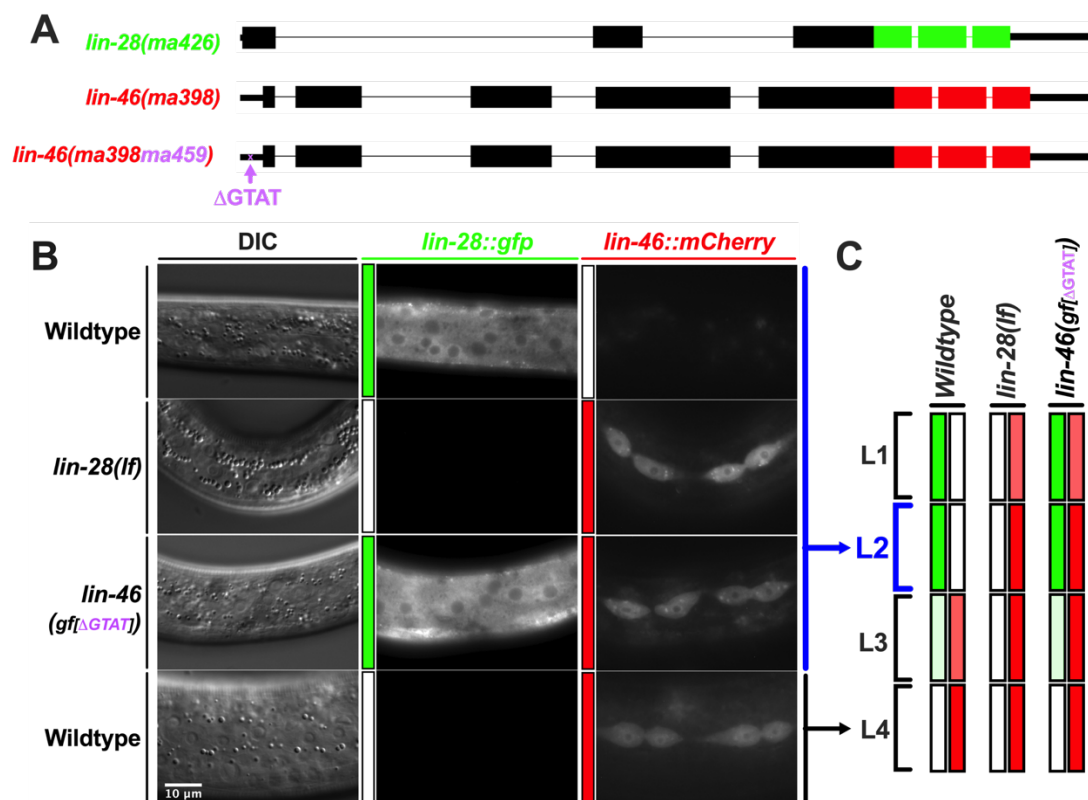 A
lin-28(ma426)
lin-46(ma398)
lin-46(ma398ma459)
x
ΔGTAT
B
DIC
lin-28::gfp
lin-46::mCherry
Wildtype
lin-28(lf)
lin-46
(gf[ΔGTAT])
Wildtype
10 μm
C
Wildtype
lin-28(lf)
lin-46(gf[ΔGTAT])
L1
L2
L3
L4